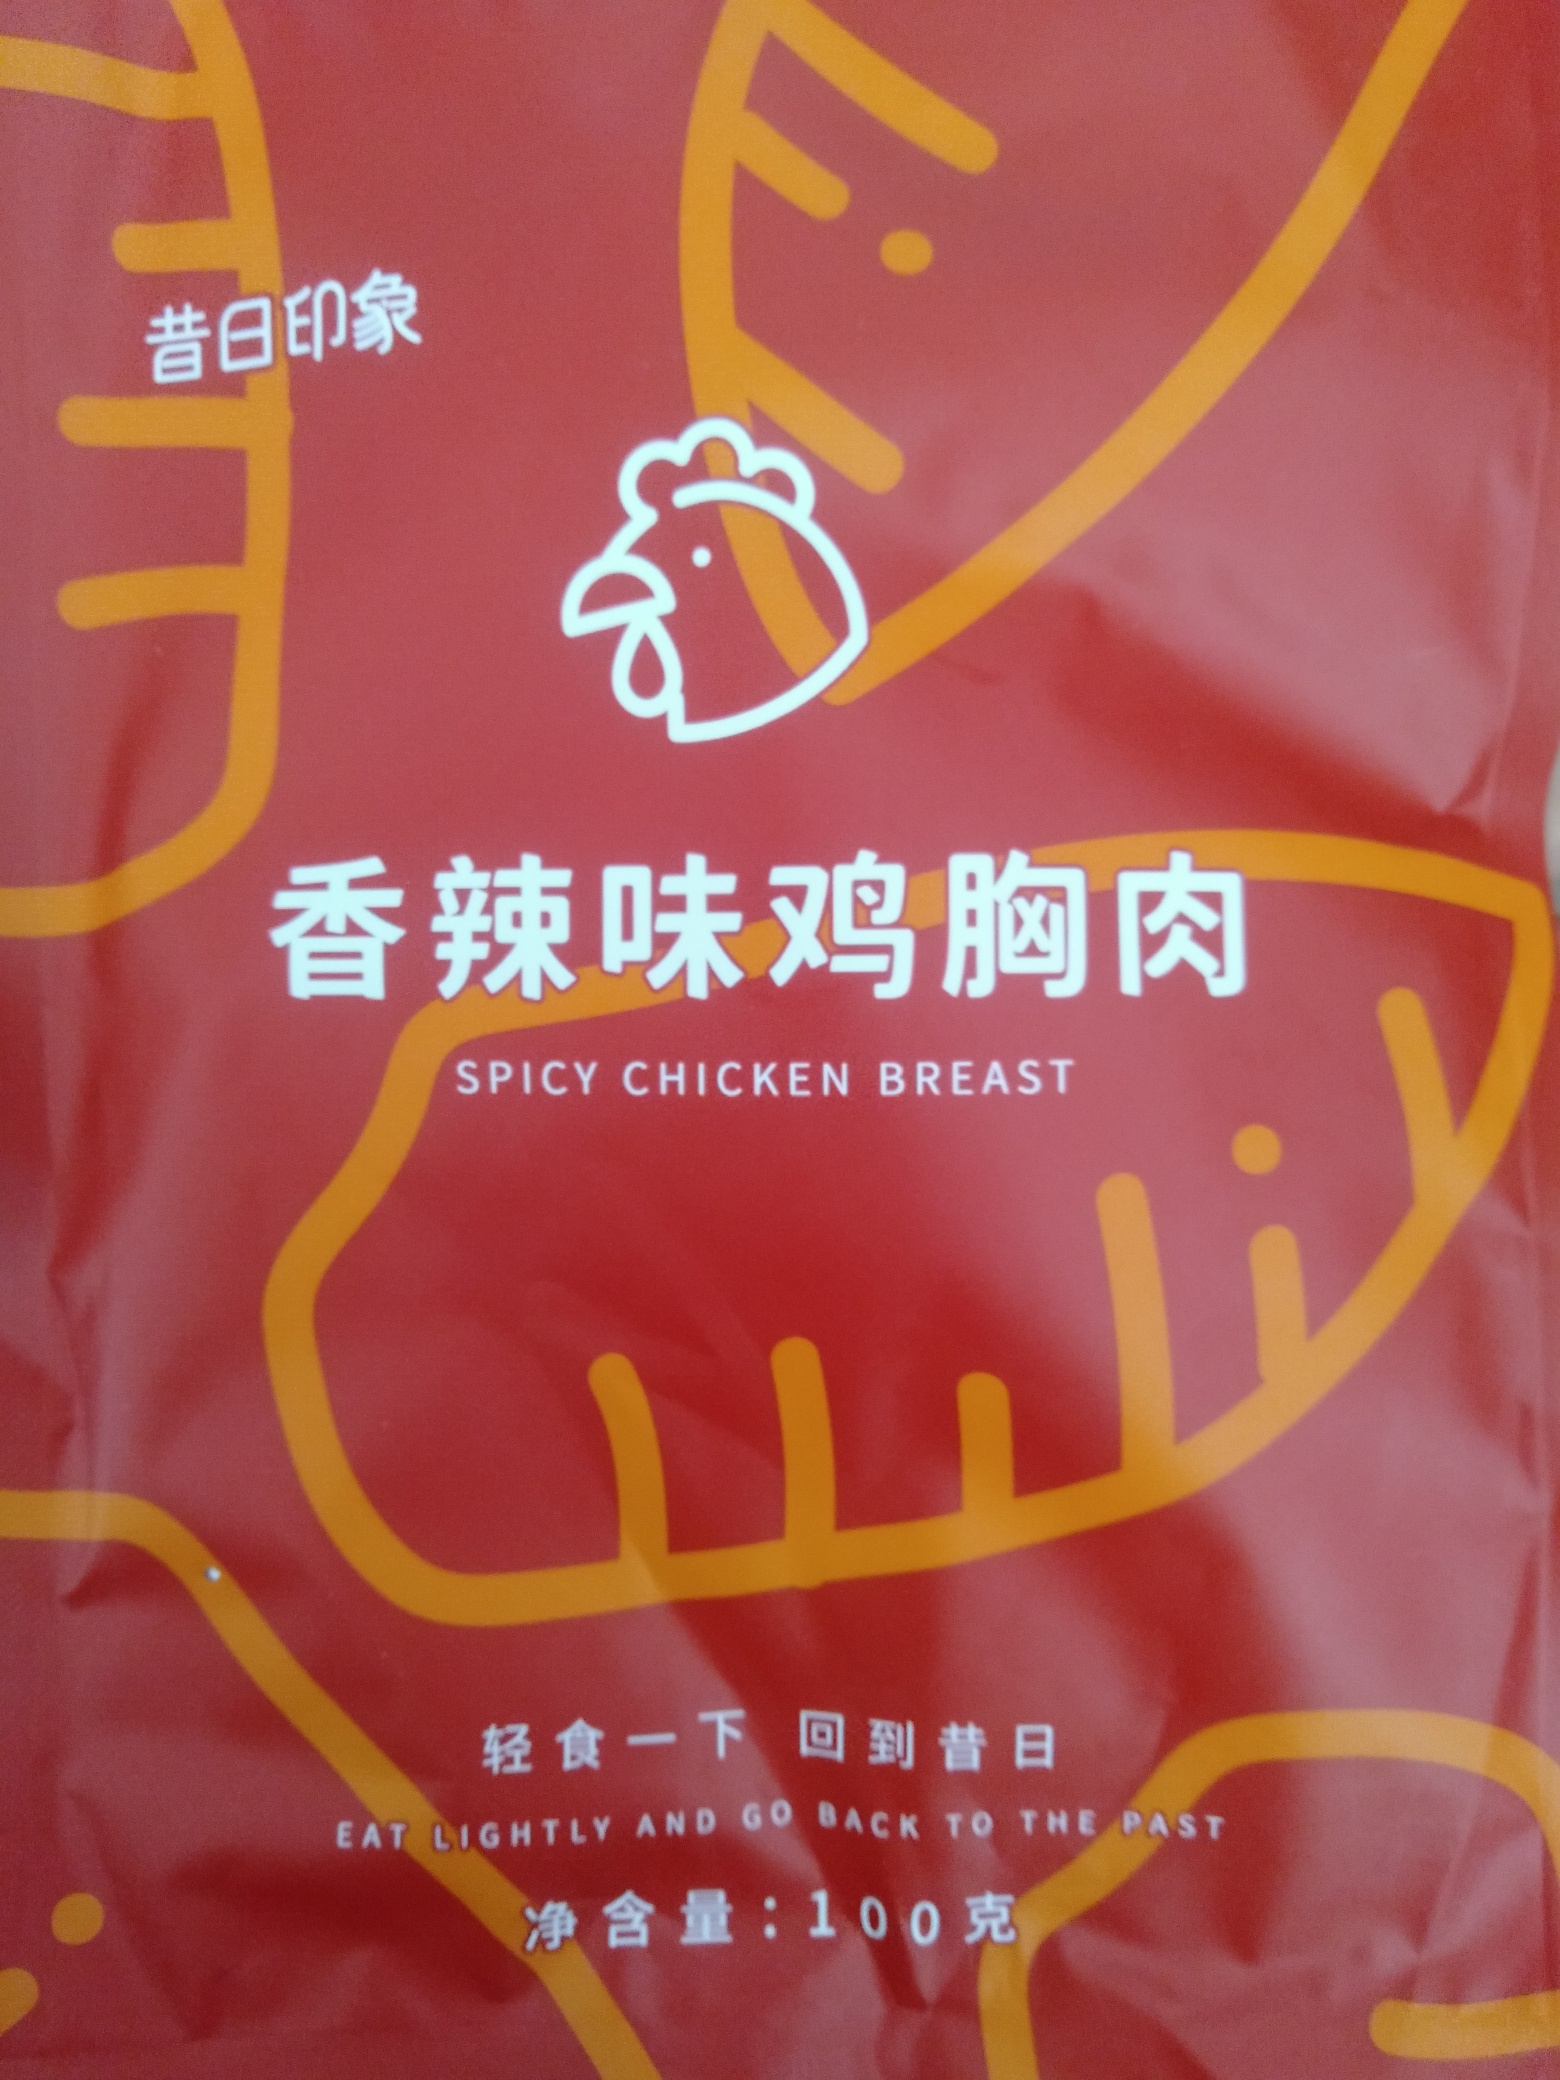 昔日印象
香辣味鸡胸肉
SPICY CHICKEN BREAST
轻食一下 回到昔日
EAT LIGHTLY AND GO BACK TO THE PAST
净含量:100克